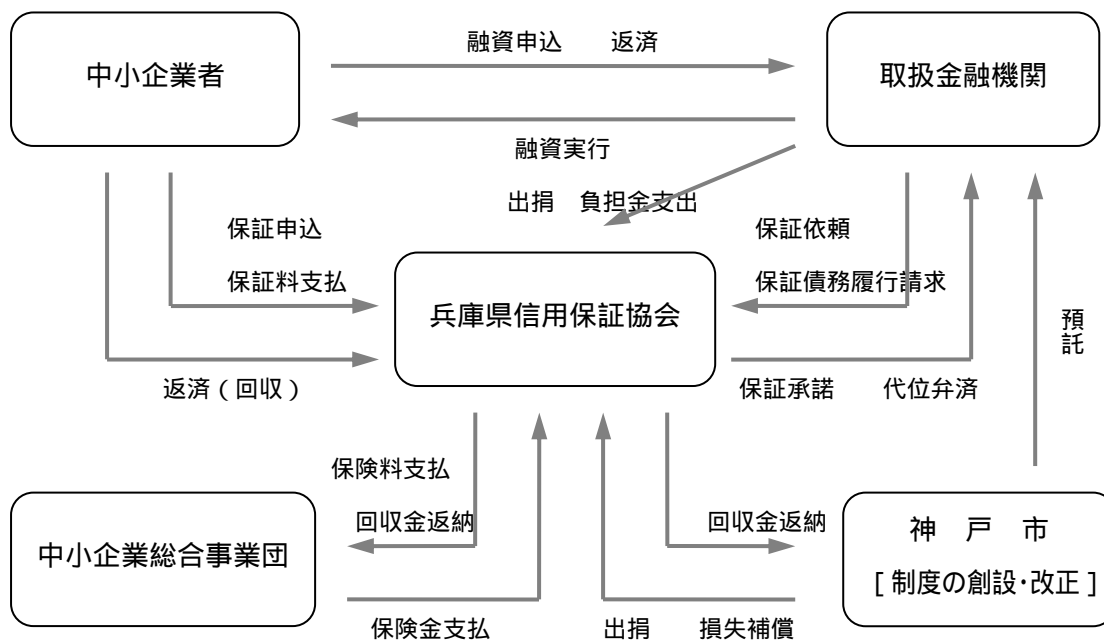 融資申込　返済
中小企業者
取扱金融機関
融資実行
出捐　負担金支出
保証申込
保証依頼
保証料支払
保証債務履行請求
兵庫県信用保証協会
預託
返済（回収）
保証承諾　代位弁済
保険料支払
回収金返納
回収金返納
中小企業総合事業団
神　戸　市
[ 制度の創設･改正 ]
保険金支払
出捐　損失補償